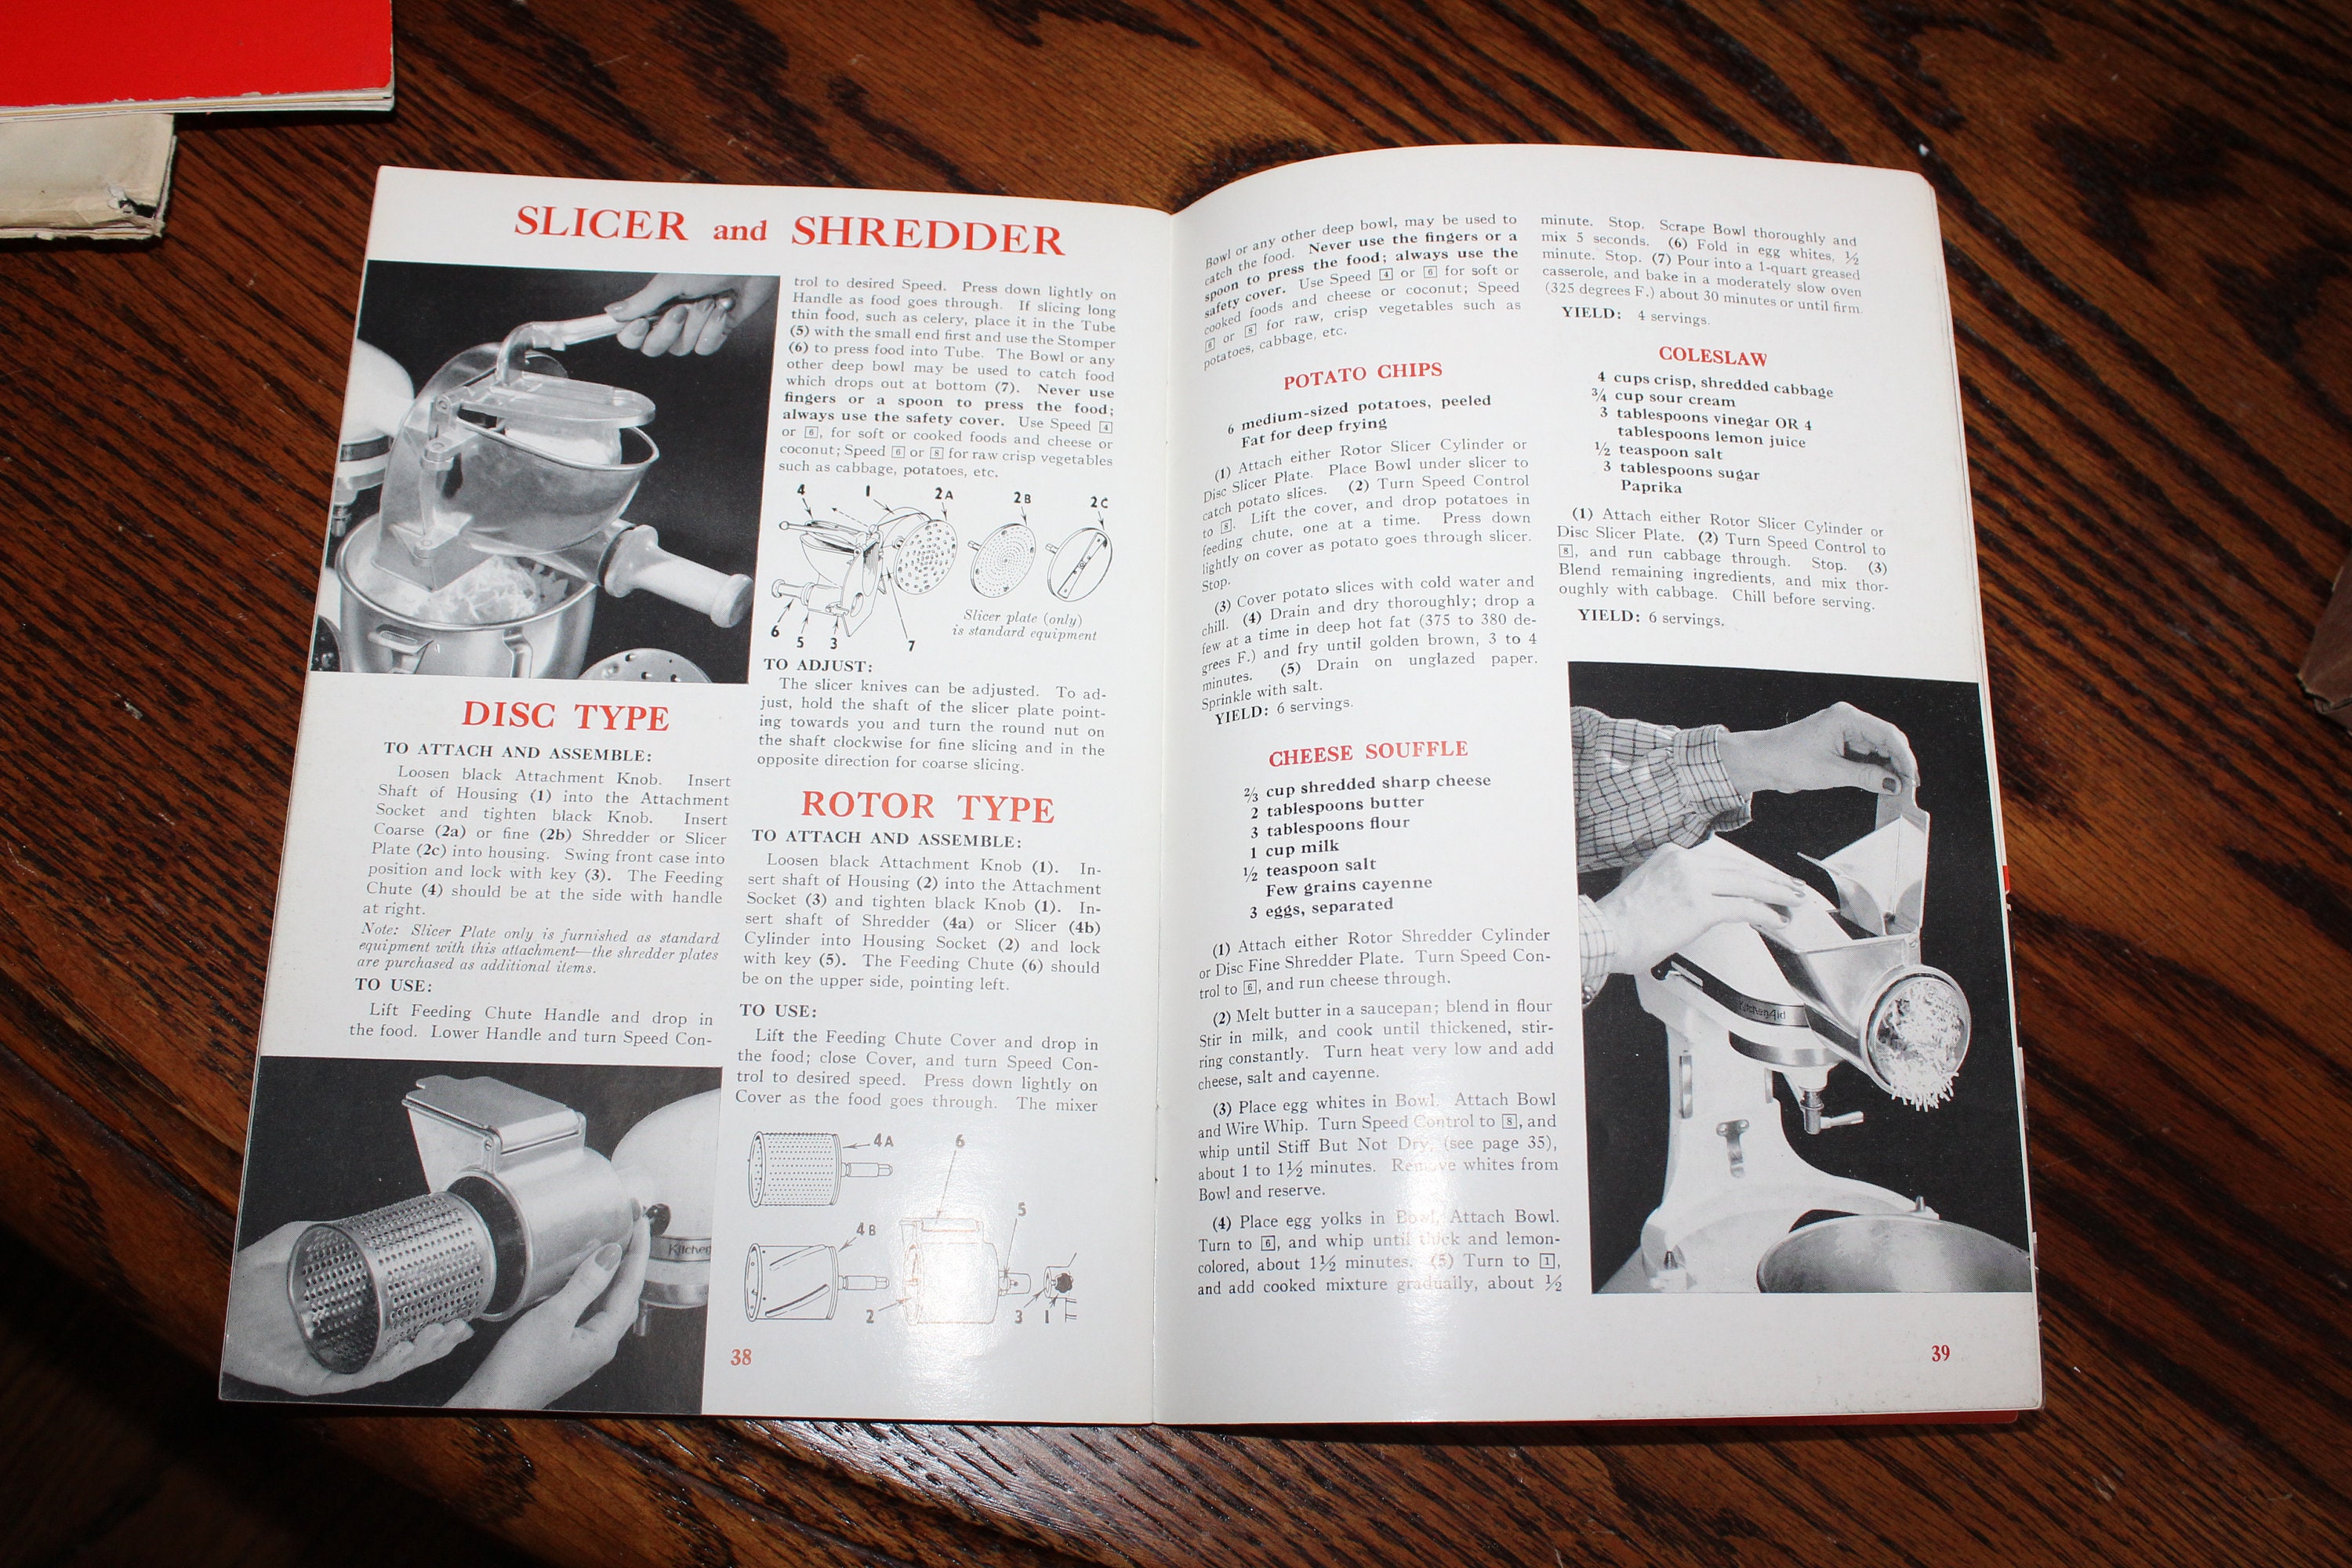 SLICER and SHREDDER
DISC TYPE
TO ATTACH AND ASSEMBLE:
Loosen black Attachment Knob. Insert
Shaft of Housing (1) into the Attachment
Socket and tighten black Knob. Insert
Coarse (2a) or fine (2b) Shredder or Slicer
Plate (2c) into housing. Swing front case into
position and lock with key (3). The Feeding
Chute (4) should be at the side with handle
at right.
Note: Slicer Plate only is furnished as standard
equipment with this attachment—the shredder plates
are purchased as additional items.
TO USE:
Lift Feeding Chute Handle and drop in
the food. Lower Handle and turn Speed Con-
Kitchen
trol to desired Speed. Press down lightly on
Handle as food goes through. If slicing long
thin food, such as celery, place it in the Tube
(5) with the small end first and use the Stomper
(6) to press food into Tube. The Bowl or any
other deep bowl may be used to catch food
which drops out at bottom (7). Never use
fingers or a spoon to press the food;
always use the safety cover. Use Speed 4
or 6, for soft or cooked foods and cheese or
coconut; Speed 6 or 8 for raw crisp vegetables
such as cabbage, potatoes, etc.
4 1 2A 2B 2C
Slicer plate (only)
is standard equipment
6 5 3 7
TO ADJUST:
The slicer knives can be adjusted. To ad-
just, hold the shaft of the slicer plate point-
ing towards you and turn the round nut on
the shaft clockwise for fine slicing and in the
opposite direction for coarse slicing.
ROTOR TYPE
TO ATTACH AND ASSEMBLE:
Loosen black Attachment Knob (1). In-
sert shaft of Housing (2) into the Attachment
Socket (3) and tighten black Knob (1). In-
sert shaft of Shredder (4a) or Slicer (4b)
Cylinder into Housing Socket (2) and lock
with key (5). The Feeding Chute (6) should
be on the upper side, pointing left.
TO USE:
Lift the Feeding Chute Cover and drop in
the food; close Cover, and turn Speed Con-
trol to desired speed. Press down lightly on
Cover as the food goes through. The mixer
4A 6
5
4B
2 3 1
38
Bowl or any other deep bowl, may be used to
catch the food. Never use the fingers or a
spoon to press the food; always use the
safety cover. Use Speed 4 or 6 for soft or
cooked foods and cheese or coconut; Speed
6 or 8 for raw, crisp vegetables such as
potatoes, cabbage, etc.
POTATO CHIPS
6 medium-sized potatoes, peeled
Fat for deep frying
(1) Attach either Rotor Slicer Cylinder or
Disc Slicer Plate. Place Bowl under slicer to
catch potato slices. (2) Turn Speed Control
to 8. Lift the cover, and drop potatoes in
feeding chute, one at a time. Press down
lightly on cover as potato goes through slicer.
Stop.
(3) Cover potato slices with cold water and
chill. (4) Drain and dry thoroughly; drop a
few at a time in deep hot fat (375 to 380 de-
grees F.) and fry until golden brown, 3 to 4
minutes. (5) Drain on unglazed paper.
Sprinkle with salt.
YIELD: 6 servings.
CHEESE SOUFFLE
⅔ cup shredded sharp cheese
2 tablespoons butter
3 tablespoons flour
1 cup milk
½ teaspoon salt
Few grains cayenne
3 eggs, separated
(1) Attach either Rotor Shredder Cylinder
or Disc Fine Shredder Plate. Turn Speed Con-
trol to 6, and run cheese through.
(2) Melt butter in a saucepan; blend in flour
Stir in milk, and cook until thickened, stir-
ring constantly. Turn heat very low and add
cheese, salt and cayenne.
(3) Place egg whites in Bowl. Attach Bowl
and Wire Whip. Turn Speed Control to 8, and
whip until Stiff But Not Dry, (see page 35),
about 1 to 1½ minutes. Remove whites from
Bowl and reserve.
(4) Place egg yolks in Bowl. Attach Bowl.
Turn to 6, and whip until thick and lemon-
colored, about 1½ minutes. (5) Turn to 1,
and add cooked mixture gradually, about ½
minute. Stop. Scrape Bowl thoroughly and
mix 5 seconds. (6) Fold in egg whites, ½
minute. Stop. (7) Pour into a 1-quart greased
casserole, and bake in a moderately slow oven
(325 degrees F.) about 30 minutes or until firm.
YIELD: 4 servings.
COLESLAW
4 cups crisp, shredded cabbage
¾ cup sour cream
3 tablespoons vinegar OR 4
tablespoons lemon juice
½ teaspoon salt
3 tablespoons sugar
Paprika
(1) Attach either Rotor Slicer Cylinder or
Disc Slicer Plate. (2) Turn Speed Control to
8, and run cabbage through. Stop. (3)
Blend remaining ingredients, and mix thor-
oughly with cabbage. Chill before serving.
YIELD: 6 servings.
KitchenAid
39